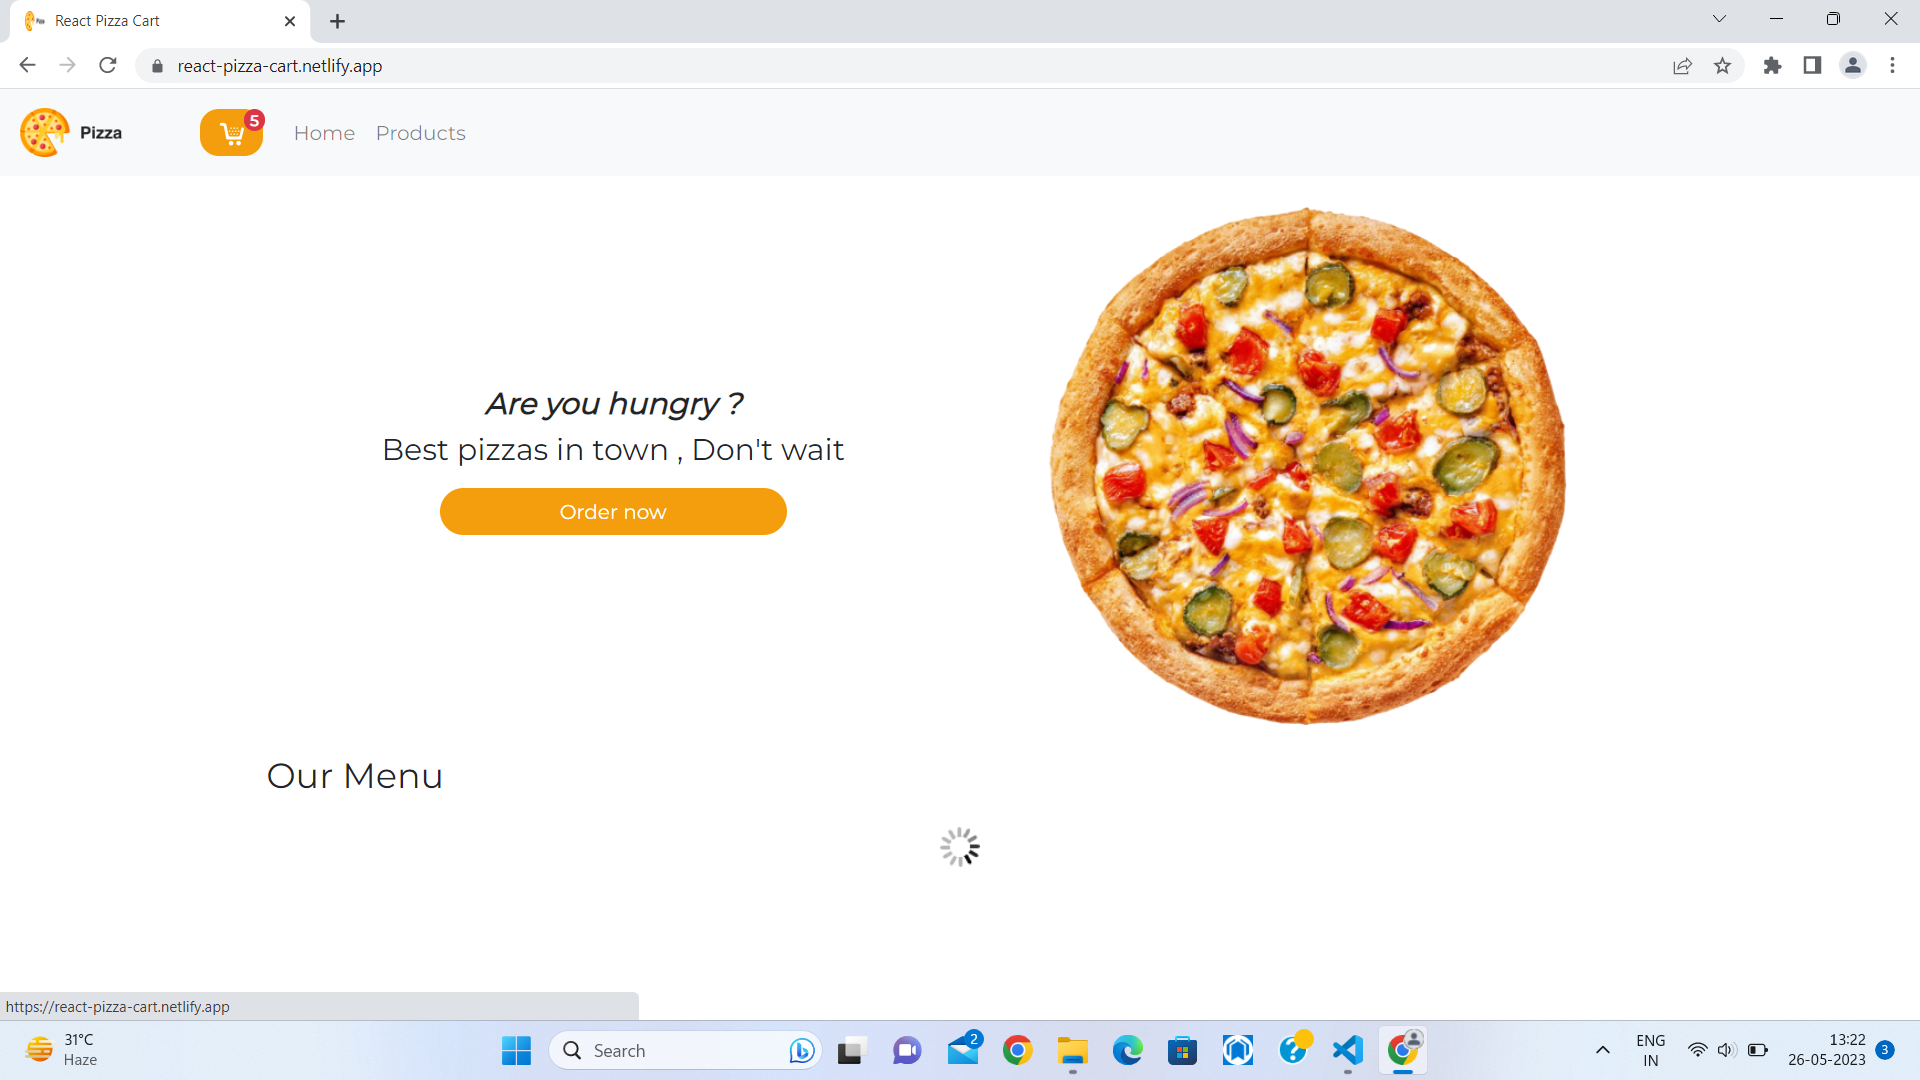 React Pizza Cart
react-pizza-cart.netlify.app
Pizza
5
Home
Products
Are you hungry ?
Best pizzas in town , Don't wait
Order now
Our Menu
https://react-pizza-cart.netlify.app
31°C
Haze
Search
2
ENG
IN
13:22
26-05-2023
3